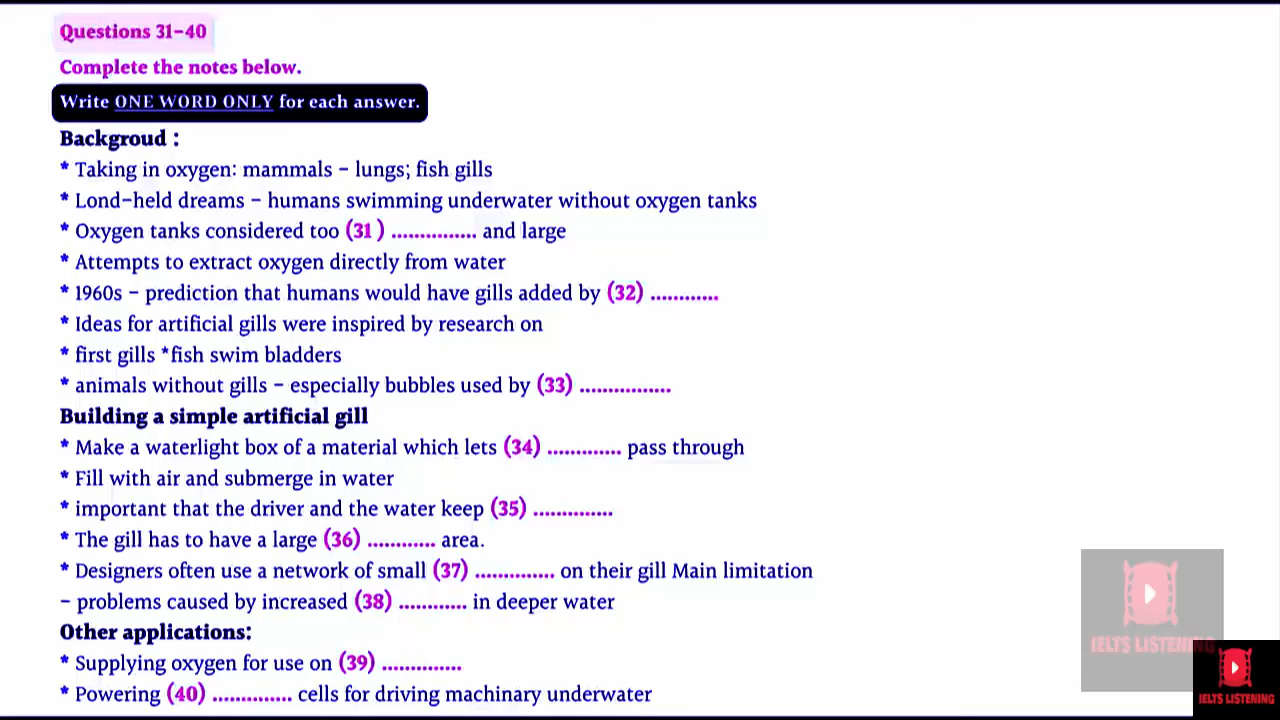 Questions 31-40
Complete the notes below.
Write ONE WORD ONLY for each answer.
Backgroud :
* Taking in oxygen: mammals - lungs; fish gills
* Lond-held dreams - humans swimming underwater without oxygen tanks
* Oxygen tanks considered too (31 ) ............... and large
* Attempts to extract oxygen directly from water
* 1960s - prediction that humans would have gills added by (32) ............
* Ideas for artificial gills were inspired by research on
* first gills *fish swim bladders
* animals without gills - especially bubbles used by (33) ................
Building a simple artificial gill
* Make a waterlight box of a material which lets (34) ............. pass through
* Fill with air and submerge in water
* important that the driver and the water keep (35) ..............
* The gill has to have a large (36) ............ area.
* Designers often use a network of small (37) .............. on their gill Main limitation
- problems caused by increased (38) ............ in deeper water
Other applications:
* Supplying oxygen for use on (39) ..............
* Powering (40) .............. cells for driving machinary underwater
IELTS LISTENING
IELTS LISTENING